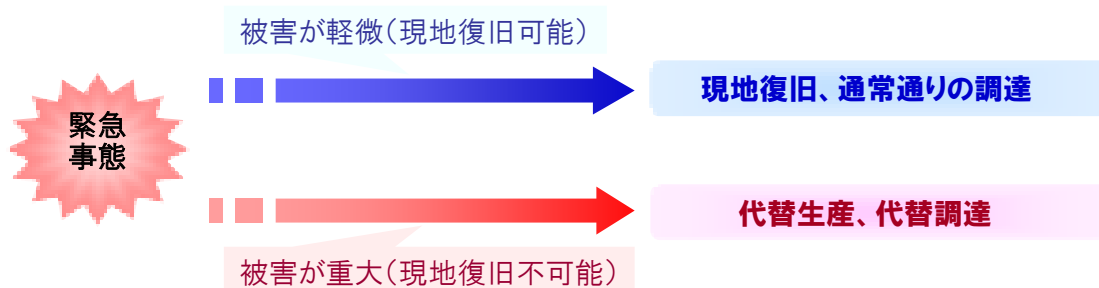 被害が軽微（現地復旧可能）
現地復旧、通常通りの調達
緊急
事態
代替生産、代替調達
被害が重大（現地復旧不可能）